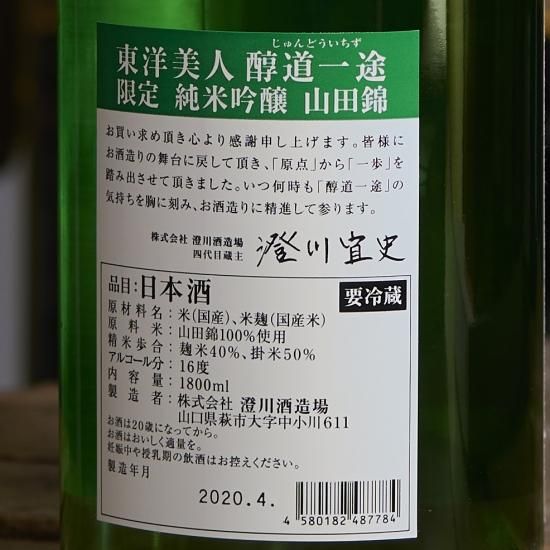 じゅんどういちず
東洋美人 醇道一途
限定 純米吟醸 山田錦
お買い求め頂き心より感謝申し上げます。皆様に
お酒造りの舞台に戻して頂き、「原点」から「一歩」を
踏み出させて頂きました。いつ何時も「醇道一途」の
気持ちを胸に刻み、お酒造りに精進して参ります。
株式会社 澄川酒造場
四代目蔵主 澄川宜史
品目:日本酒 要冷蔵
原材料名:米(国産)、米麹(国産米)
原料米:山田錦100%使用
精米歩合:麹米40%、掛米50%
アルコール分:16度
内容量:1800ml
製造者:株式会社 澄川酒造場
山口県萩市大字中小川611
お酒は20歳になってから。
お酒はおいしく適量を。
妊娠中や授乳期の飲酒はお控えください。
製造年月
2020.4.
4 580182 487784